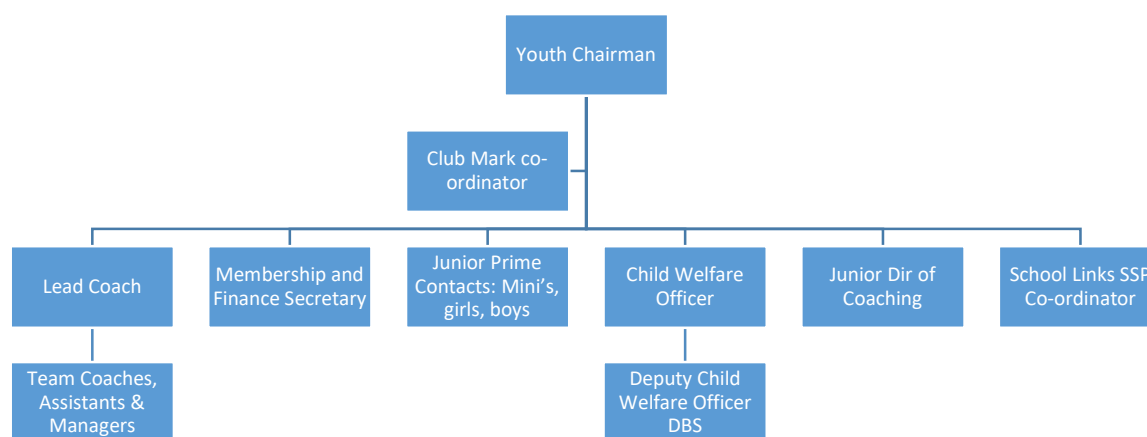 Youth Chairman
Club Mark co-
ordinator
Lead Coach
Membership and
Finance Secretary
Junior Prime
Contacts: Mini’s,
girls, boys
Child Welfare
Officer
Junior Dir of
Coaching
School Links SSP
Co-ordinator
Team Coaches,
Assistants &
Managers
Deputy Child
Welfare Officer
DBS